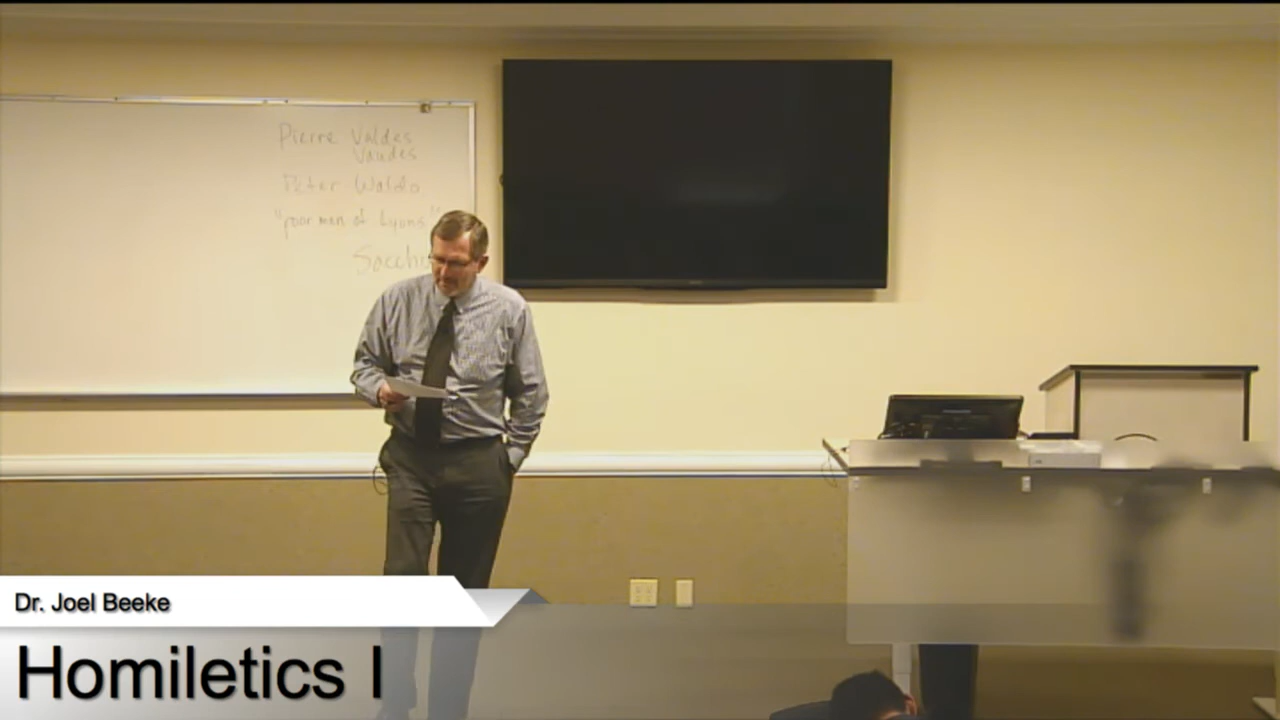 Pierre Valdes
Vaudes
Peter Waldo
"poor men of Lyons"
Dr. Joel Beeke
Homiletics I